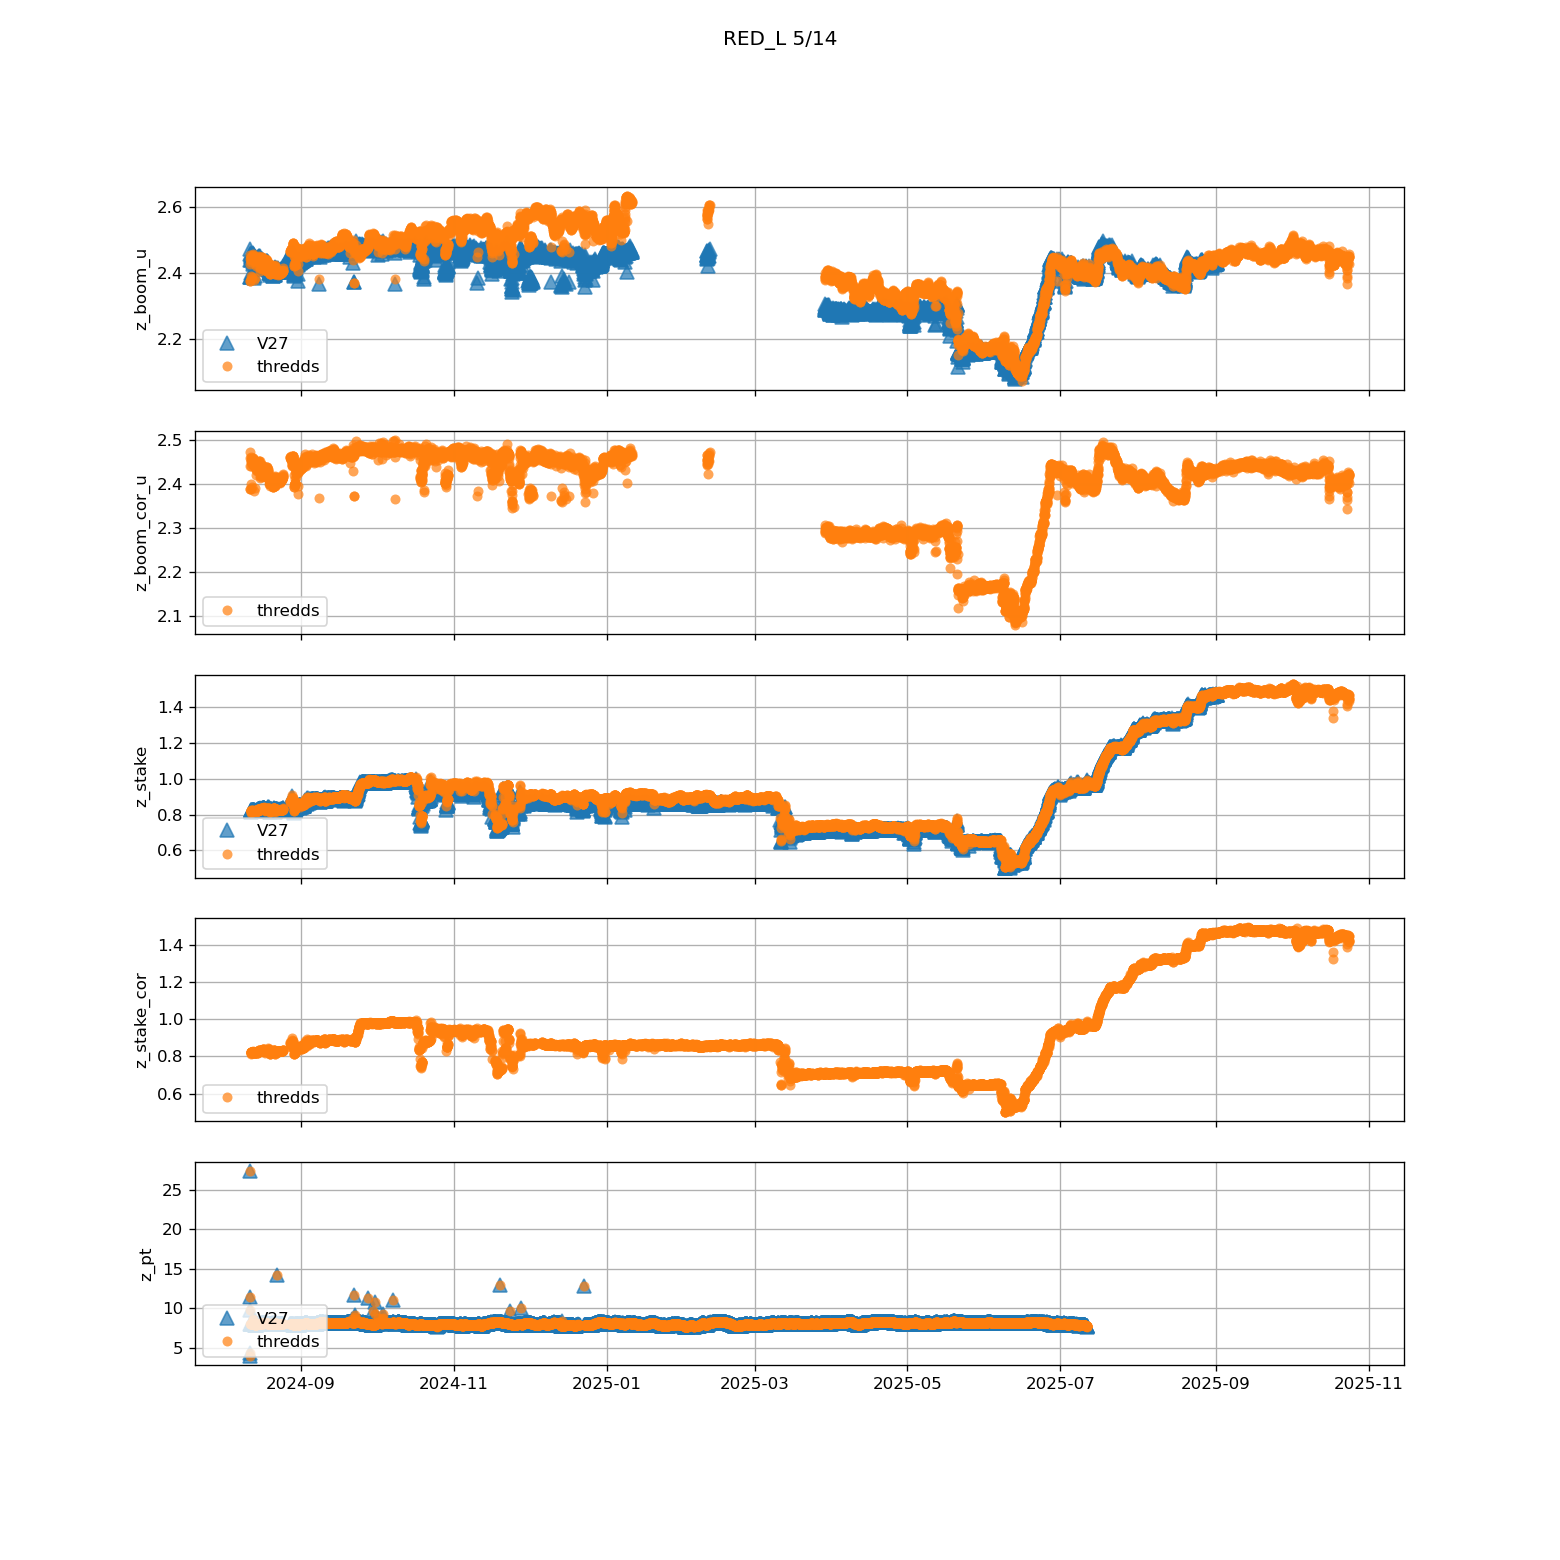 RED_L 5/14
z_boom_u
2.6
2.4
2.2
V27
thredds
z_boom_cor_u
2.5
2.4
2.3
2.2
2.1
thredds
z_stake
1.4
1.2
1.0
0.8
0.6
V27
thredds
z_stake_cor
1.4
1.2
1.0
0.8
0.6
thredds
z_pt
25
20
15
10
5
V27
thredds
2024-09 2024-11 2025-01 2025-03 2025-05 2025-07 2025-09 2025-11